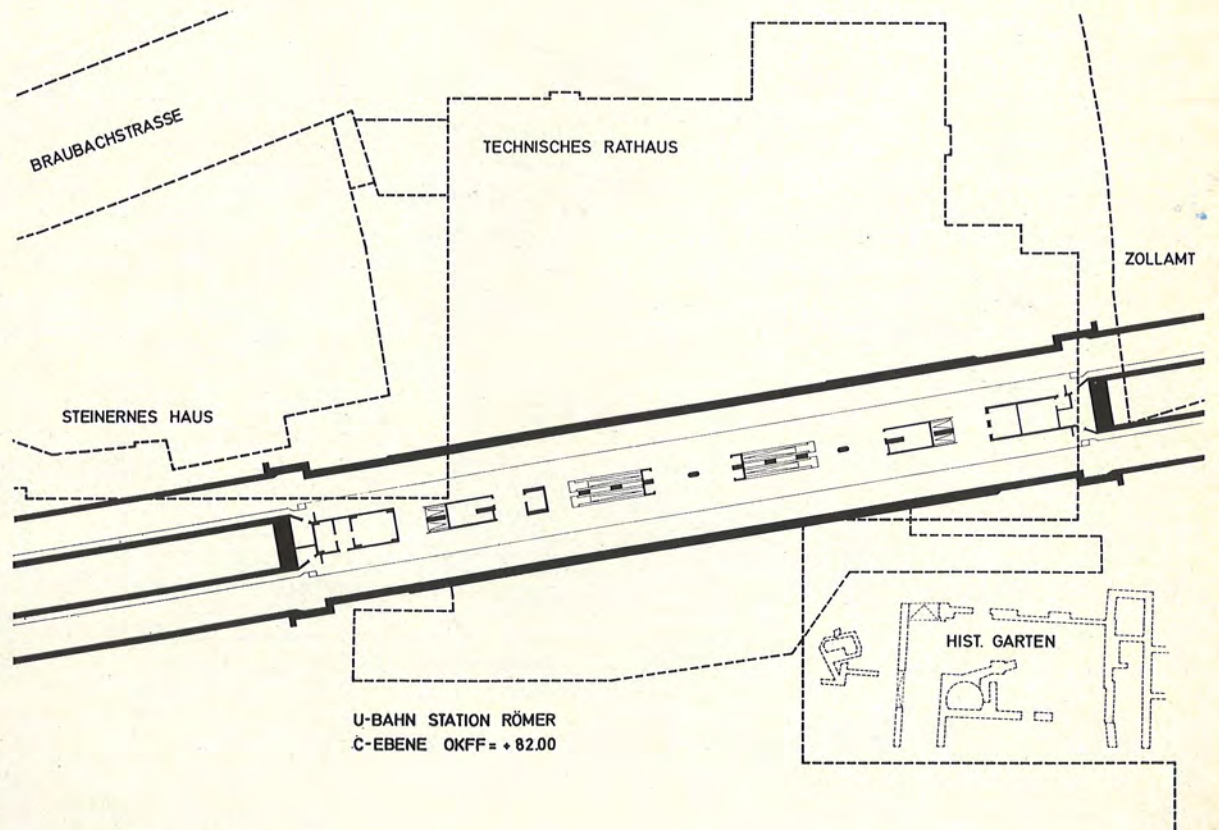 BRAUBACHSTRASSE
TECHNISCHES RATHAUS
ZOLLAMT
STEINERNES HAUS
HIST. GARTEN
U-BAHN STATION RÖMER
C-EBENE OKFF = + 82.00